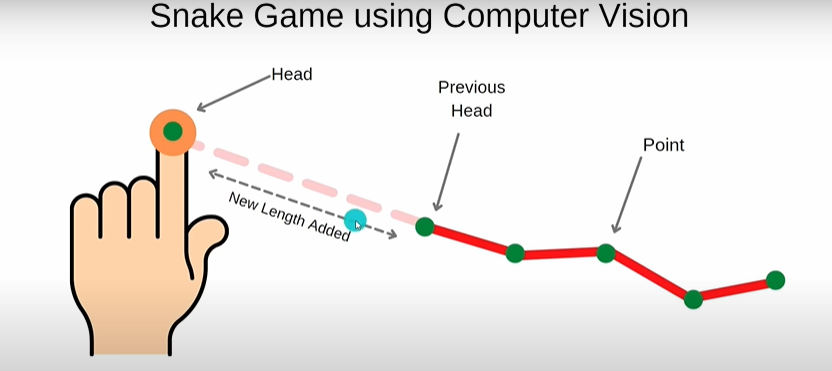 Snake Game using Computer Vision
Head
Previous
Head
Point
New Length Added